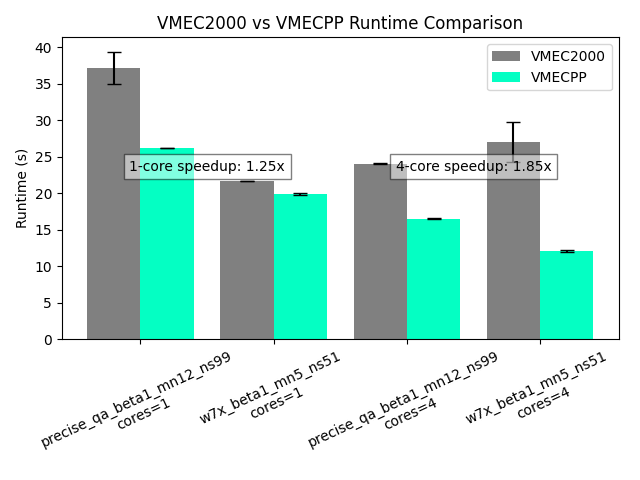 VMEC2000 vs VMECPP Runtime Comparison
Runtime (s)
40
35
30
25
20
15
10
5
0
VMEC2000
VMECPP
1-core speedup: 1.25x
4-core speedup: 1.85x
precise_qa_beta1_mn12_ns99
cores=1
w7x_beta1_mn5_ns51
cores=1
precise_qa_beta1_mn12_ns99
cores=4
w7x_beta1_mn5_ns51
cores=4